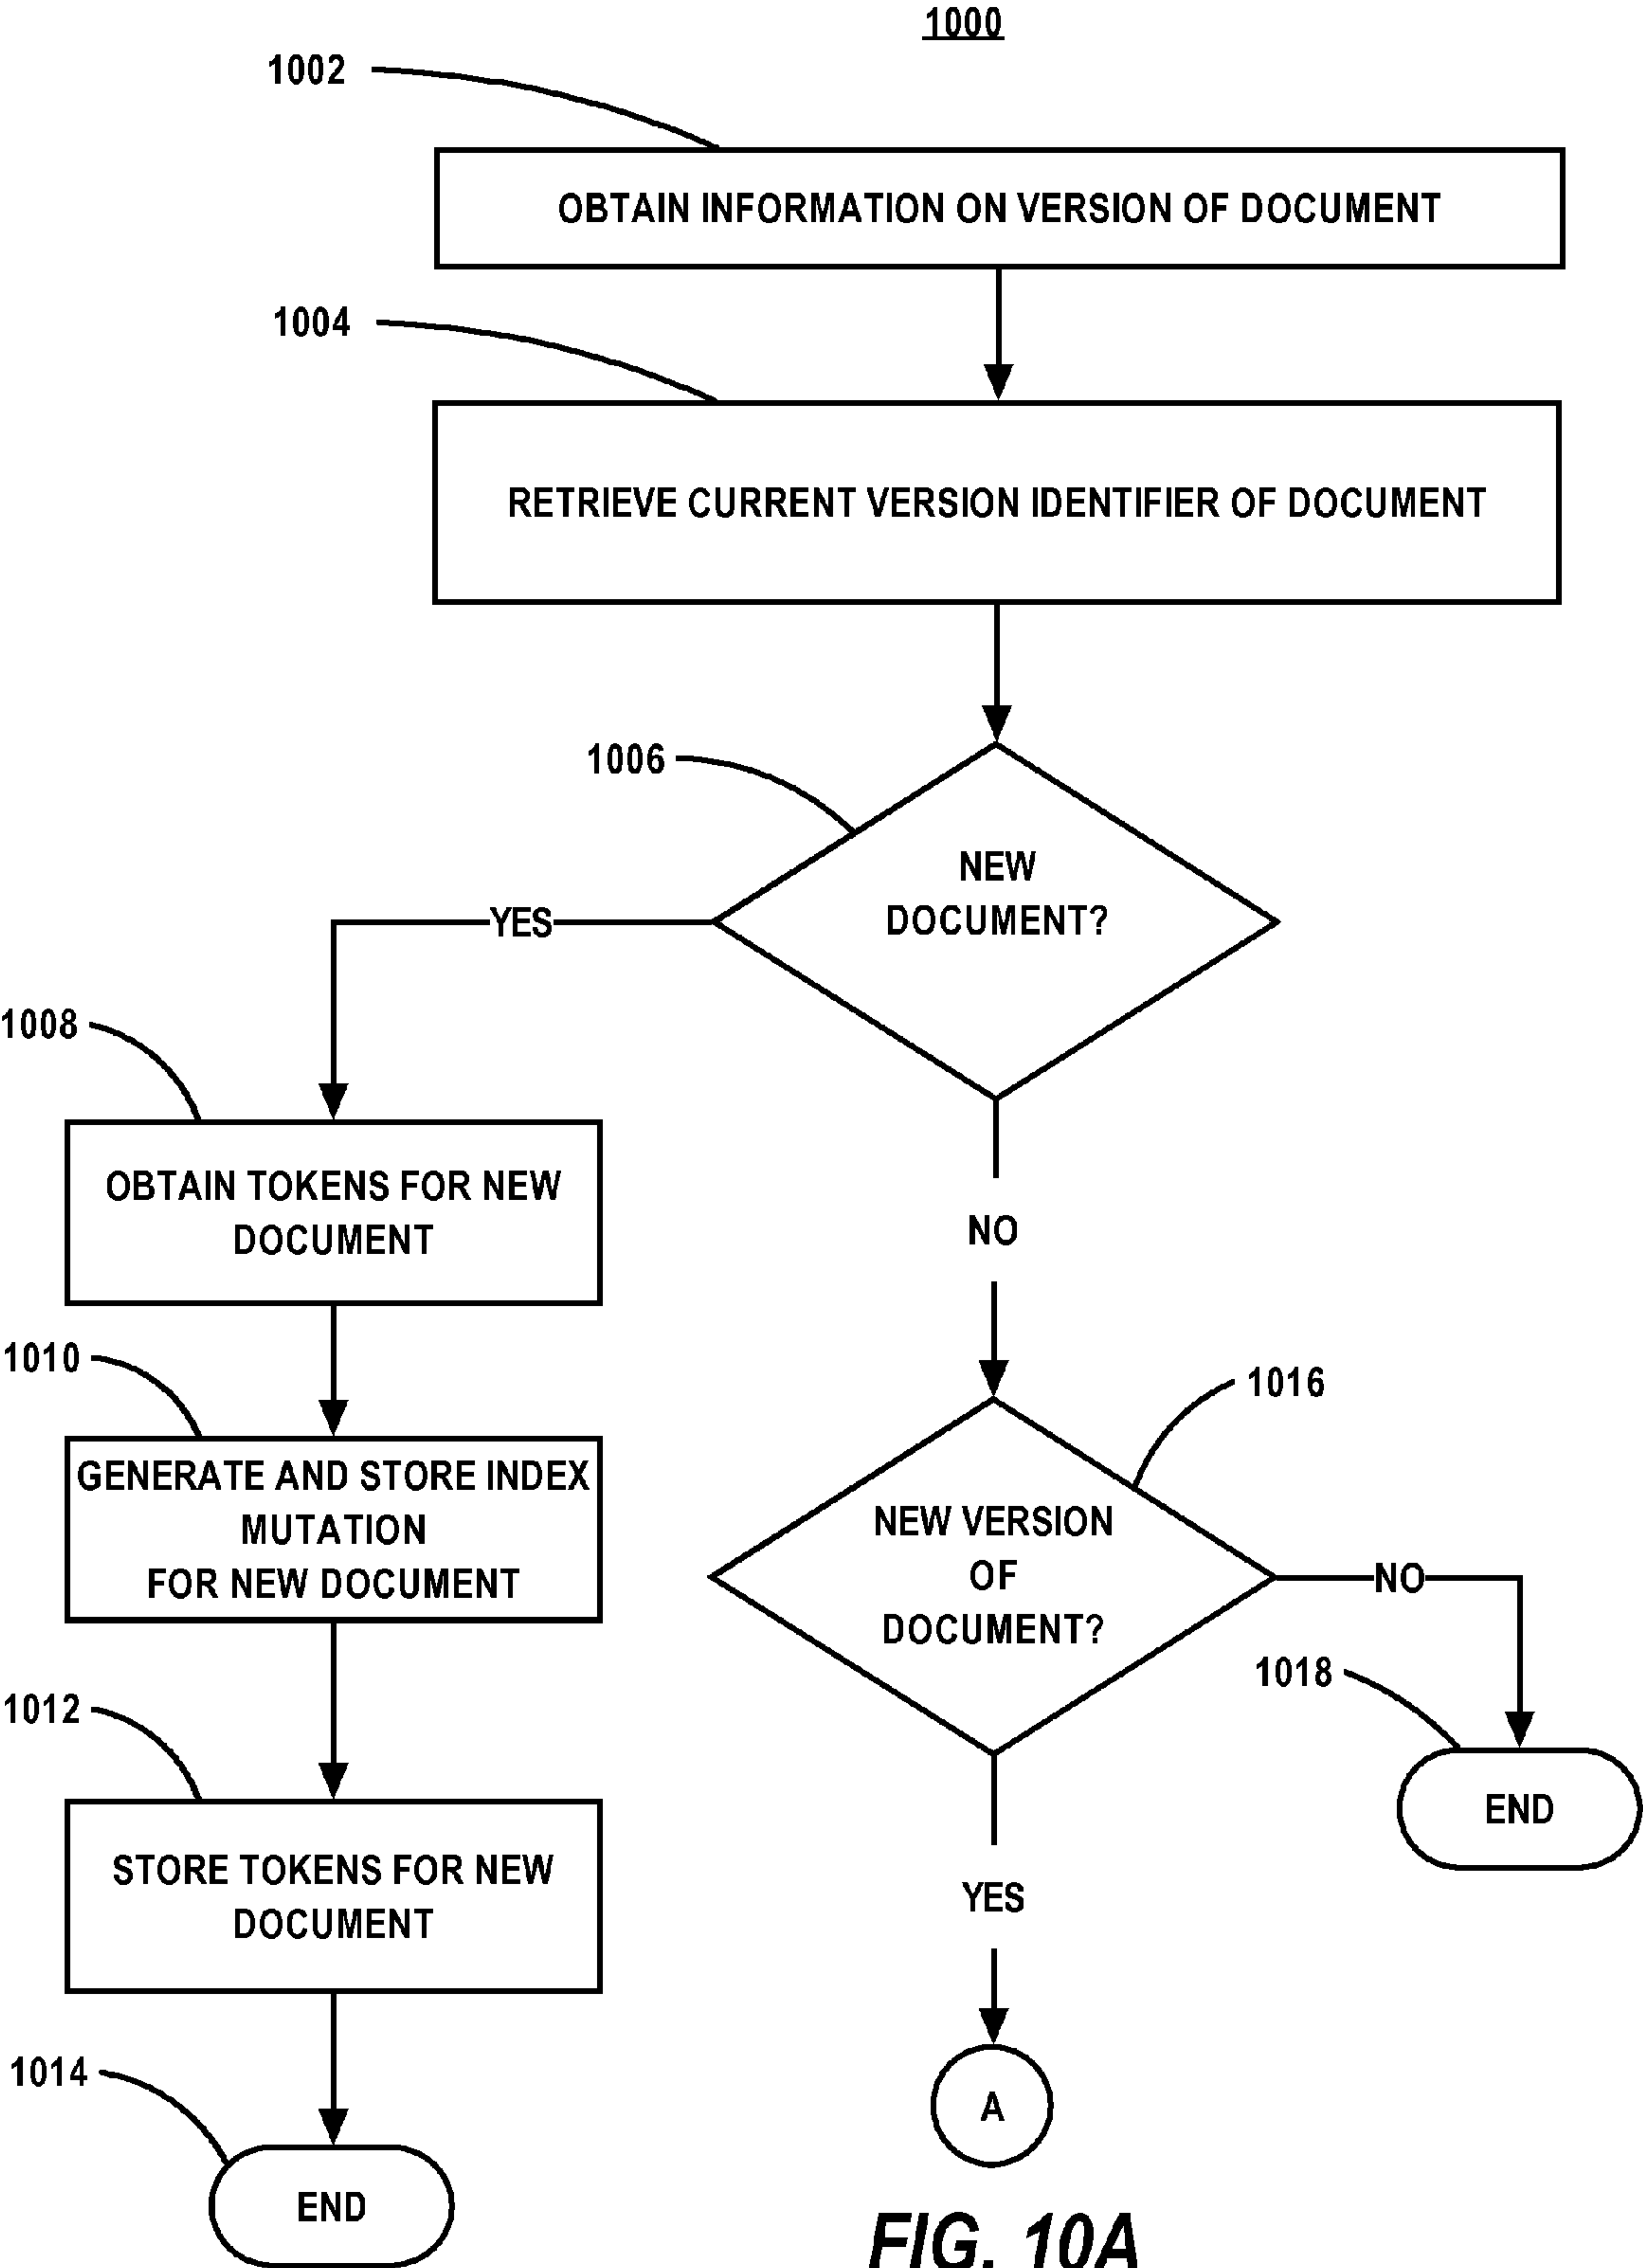 1000
1002
OBTAIN INFORMATION ON VERSION OF DOCUMENT
1004
RETRIEVE CURRENT VERSION IDENTIFIER OF DOCUMENT
1006
NEW
DOCUMENT?
YES
1008
OBTAIN TOKENS FOR NEW
DOCUMENT
NO
1010
GENERATE AND STORE INDEX
MUTATION
FOR NEW DOCUMENT
1016
NEW VERSION
OF
DOCUMENT?
NO
1018
END
1012
STORE TOKENS FOR NEW
DOCUMENT
YES
1014
END
A
FIG. 10A